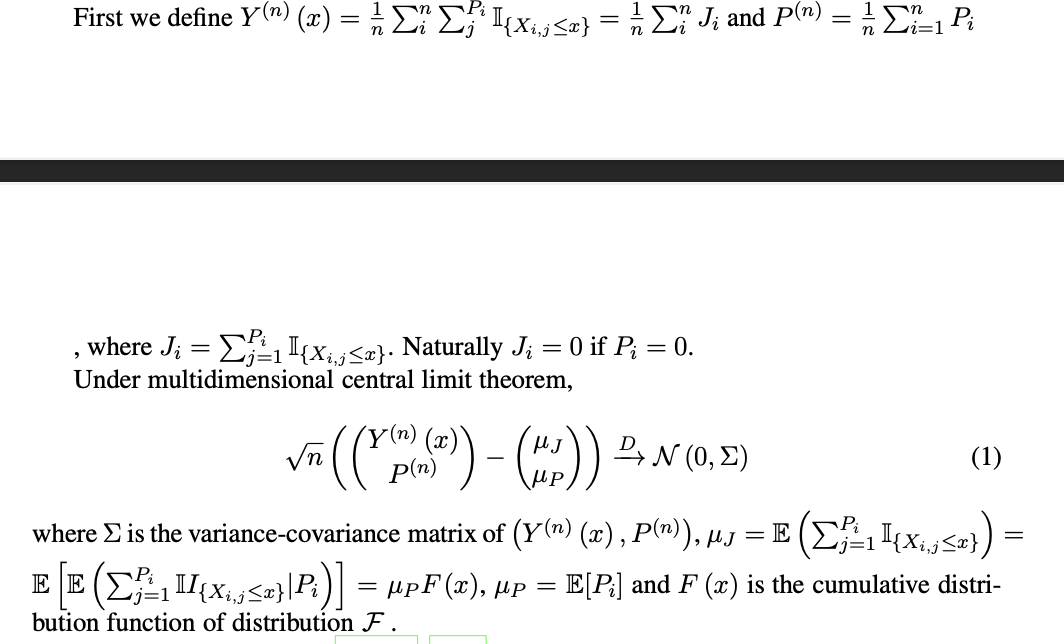 First we define $Y^{(n)}(x) = \frac{1}{n} \sum_{i}^{n} \sum_{j}^{P_i} \mathbb{I}_{\{X_{i,j} \leq x\}} = \frac{1}{n} \sum_{i}^{n} J_i$ and $P^{(n)} = \frac{1}{n} \sum_{i=1}^{n} P_i$
, where $J_i = \sum_{j=1}^{P_i} \mathbb{I}_{\{X_{i,j} \leq x\}}$. Naturally $J_i = 0$ if $P_i = 0$.
Under multidimensional central limit theorem,
$\sqrt{n} \left( \begin{pmatrix} Y^{(n)}(x) \\ P^{(n)} \end{pmatrix} - \begin{pmatrix} \mu_J \\ \mu_P \end{pmatrix} \right) \xrightarrow{D} \mathcal{N}(0, \Sigma)$ (1)
where $\Sigma$ is the variance-covariance matrix of $(Y^{(n)}(x), P^{(n)})$, $\mu_J = \mathbb{E}\left(\sum_{j=1}^{P_i} \mathbb{I}_{\{X_{i,j} \leq x\}}\right) =$
$\mathbb{E}\left[\mathbb{E}\left(\sum_{j=1}^{P_i} \mathbb{I}I_{\{X_{i,j} \leq x\}} | P_i\right)\right] = \mu_P F(x)$, $\mu_P = \mathbb{E}[P_i]$ and $F(x)$ is the cumulative distri-
bution function of distribution $\mathcal{F}$ .